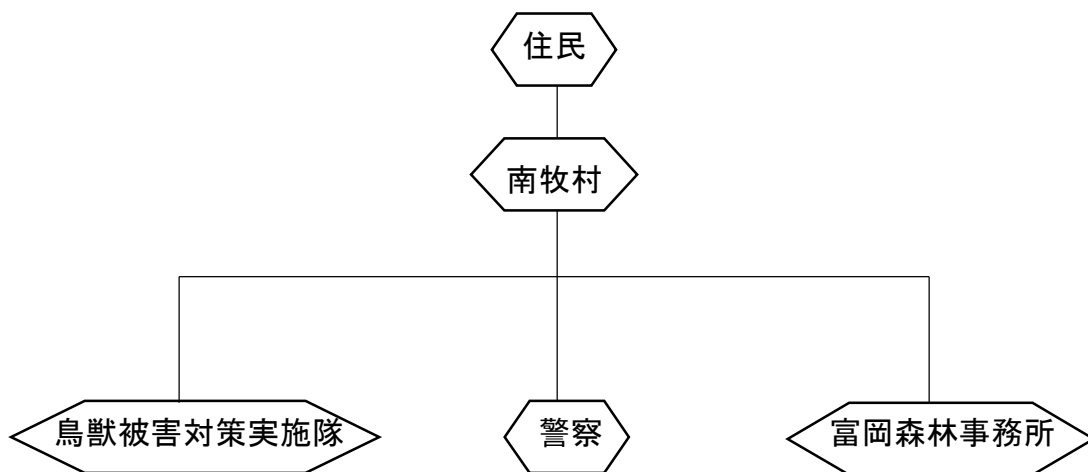 住民
南牧村
鳥獣被害対策実施隊
警察
富岡森林事務所